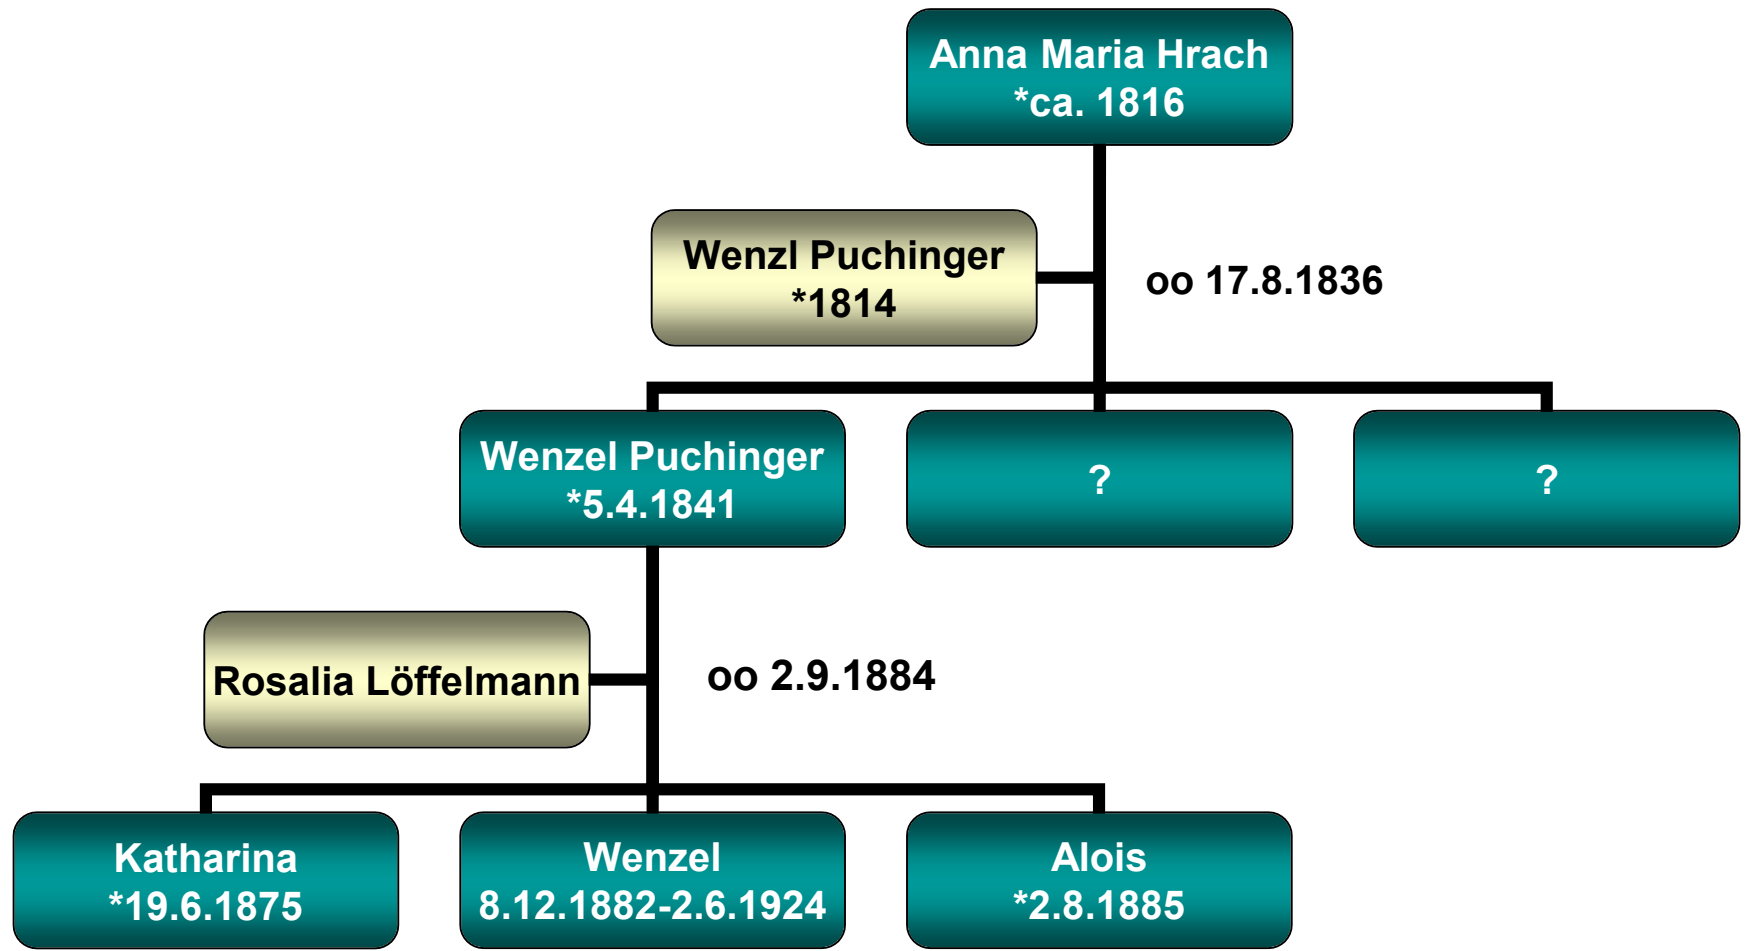 Anna Maria Hrach
*ca. 1816
Wenzl Puchinger
*1814
oo 17.8.1836
Wenzel Puchinger
*5.4.1841
?
?
Rosalia Löffelmann
oo 2.9.1884
Katharina
*19.6.1875
Wenzel
8.12.1882-2.6.1924
Alois
*2.8.1885